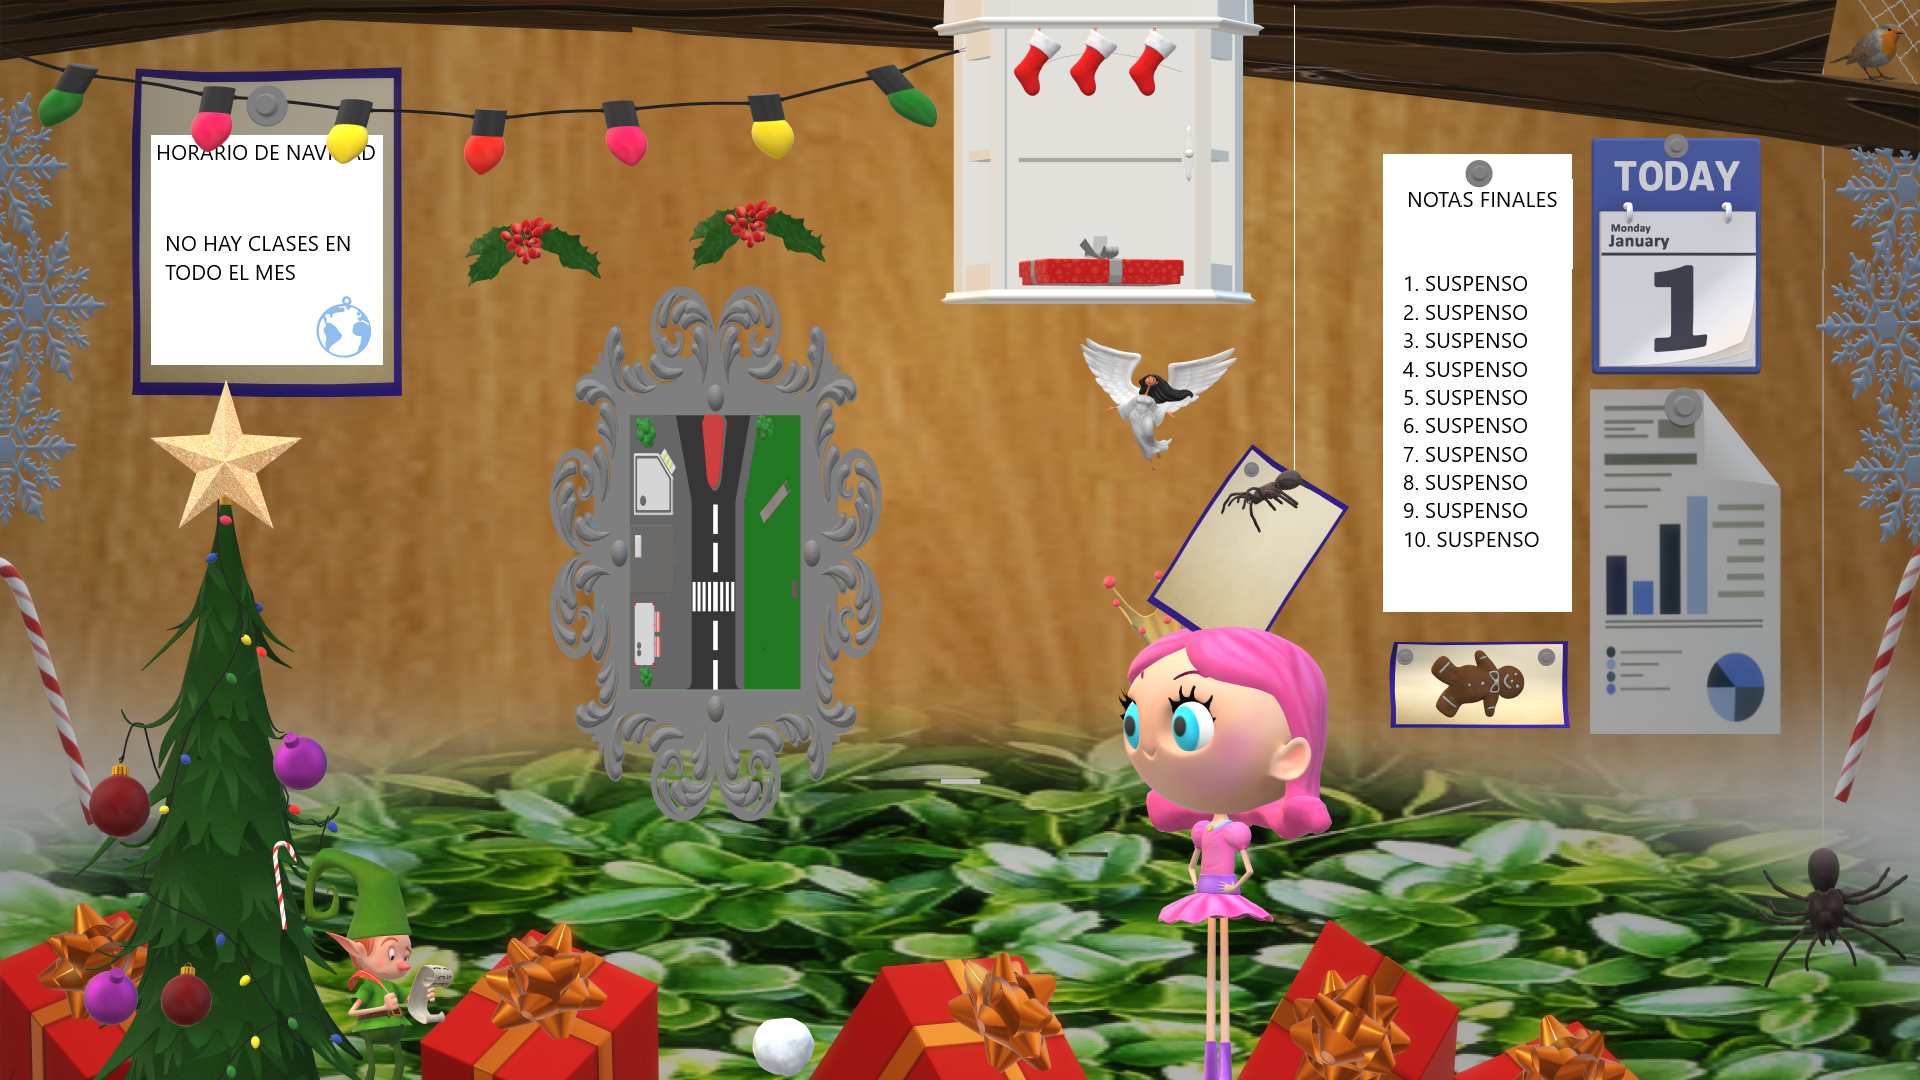 HORARIO DE NAVIDAD
NO HAY CLASES EN
TODO EL MES
NOTAS FINALES
1. SUSPENSO
2. SUSPENSO
3. SUSPENSO
4. SUSPENSO
5. SUSPENSO
6. SUSPENSO
7. SUSPENSO
8. SUSPENSO
9. SUSPENSO
10. SUSPENSO
TODAY
Monday
January
1